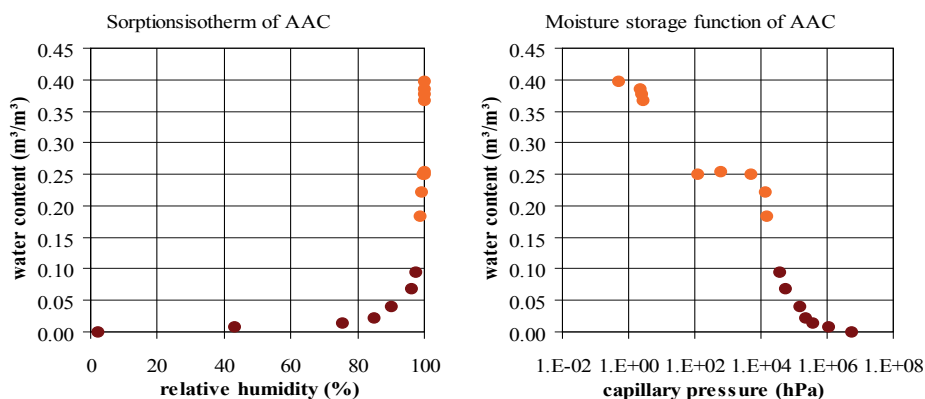 Sorptionsisotherm of AAC
0.45
0.40
0.35
0.30
0.25
0.20
0.15
0.10
0.05
0.00
water content (m³/m³)
0 20 40 60 80 100
relative humidity (%)
Moisture storage function of AAC
0.45
0.40
0.35
0.30
0.25
0.20
0.15
0.10
0.05
0.00
water content (m³/m³)
1.E-02 1.E+00 1.E+02 1.E+04 1.E+06 1.E+08
capillary pressure (hPa)